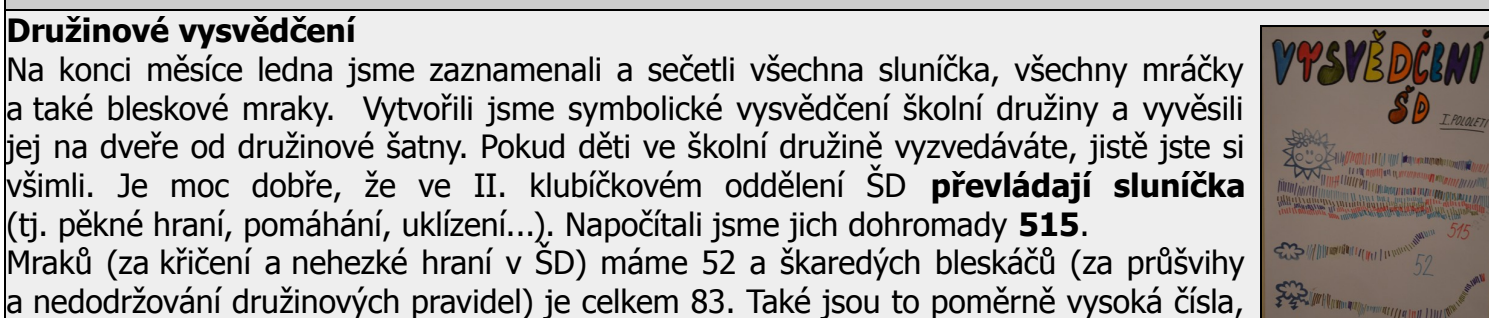 Družinové vysvědčení
Na konci měsíce ledna jsme zaznamenali a sečetli všechna sluníčka, všechny mráčky
a také bleskové mraky. Vytvořili jsme symbolické vysvědčení školní družiny a vyvěsili
jej na dveře od družinové šatny. Pokud děti ve školní družině vyzvedáváte, jistě jste si
všimli. Je moc dobře, že ve II. klubíčkovém oddělení ŠD převládají sluníčka
(tj. pěkné hraní, pomáhání, uklízení...). Napočítali jsme jich dohromady 515.
Mraků (za křičení a nehezké hraní v ŠD) máme 52 a škaredých bleskáčů (za průšvihy
a nedodržování družinových pravidel) je celkem 83. Také jsou to poměrně vysoká čísla,
VYSVĚDČENÍ
ŠD
I. POLOLETÍ
515
52